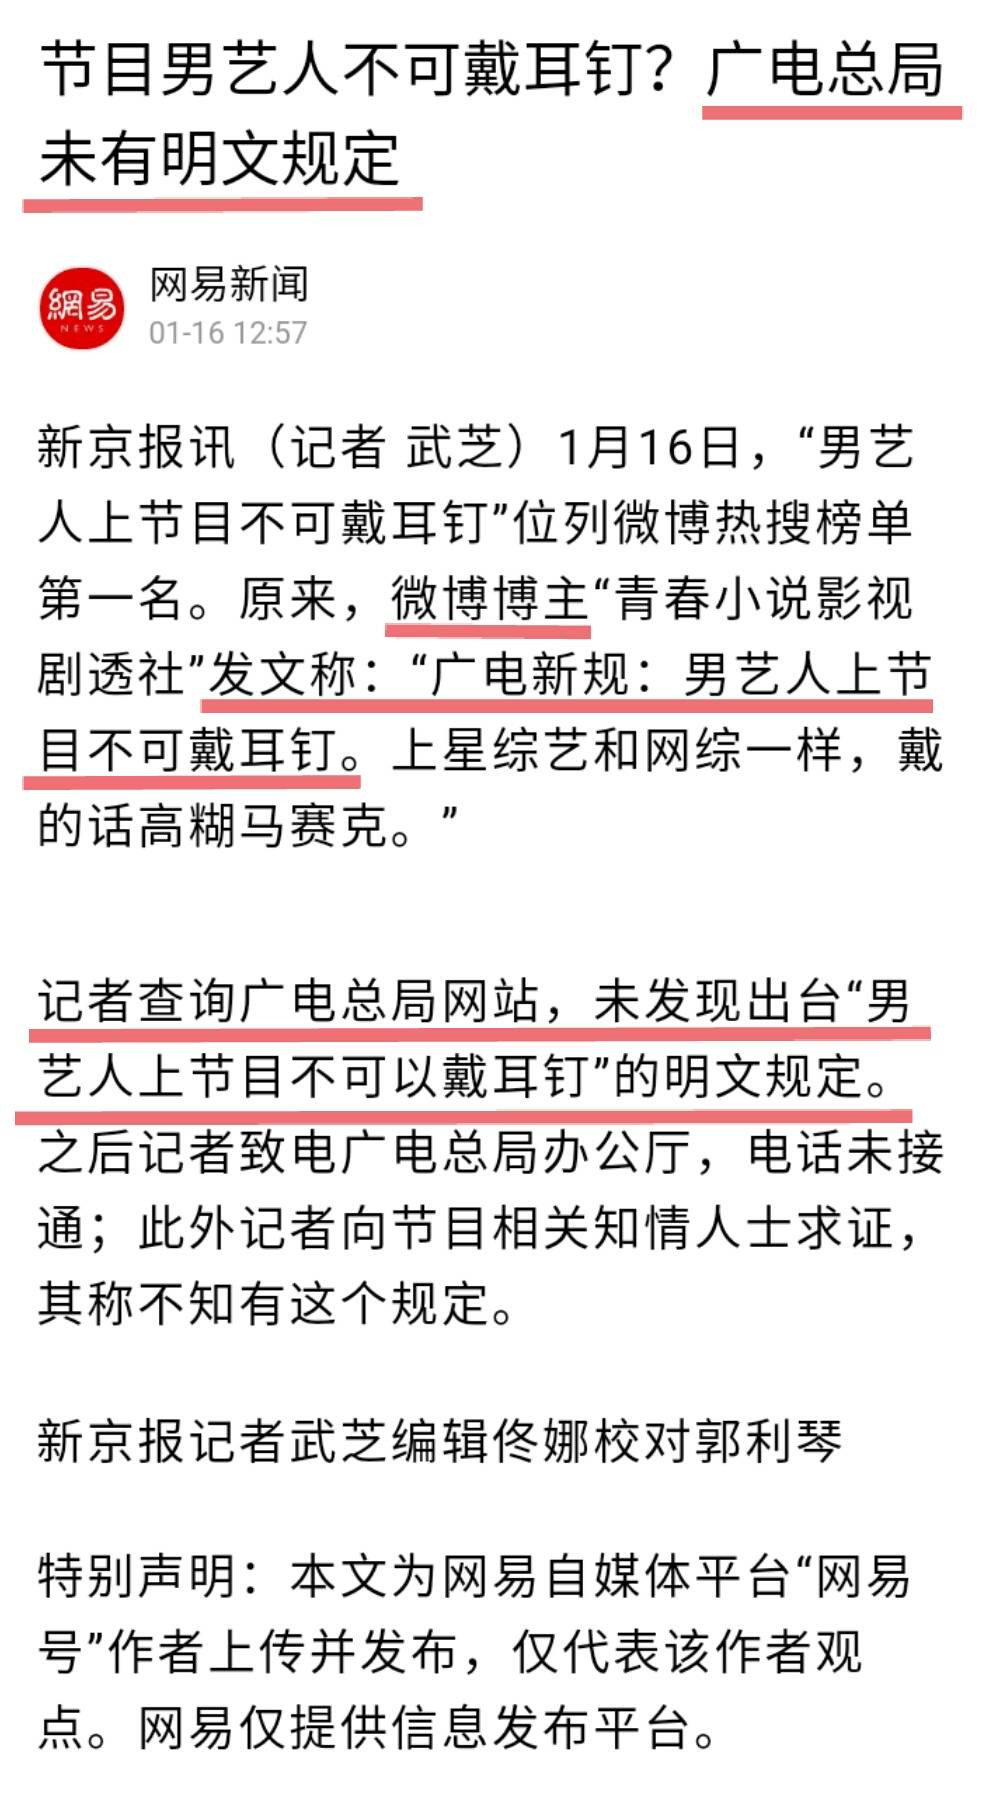 节目男艺人不可戴耳钉？广电总局
未有明文规定
網易
NEWS
网易新闻
01-16 12:57
新京报讯（记者 武芝）1月16日，“男艺
人上节目不可戴耳钉”位列微博热搜榜单
第一名。原来，微博博主“青春小说影视
剧透社”发文称：“广电新规：男艺人上节
目不可戴耳钉。上星综艺和网综一样，戴
的话高糊马赛克。”
记者查询广电总局网站，未发现出台“男
艺人上节目不可以戴耳钉”的明文规定。
之后记者致电广电总局办公厅，电话未接
通；此外记者向节目相关知情人士求证，
其称不知有这个规定。
新京报记者武芝编辑佟娜校对郭利琴
特别声明：本文为网易自媒体平台“网易
号”作者上传并发布，仅代表该作者观
点。网易仅提供信息发布平台。